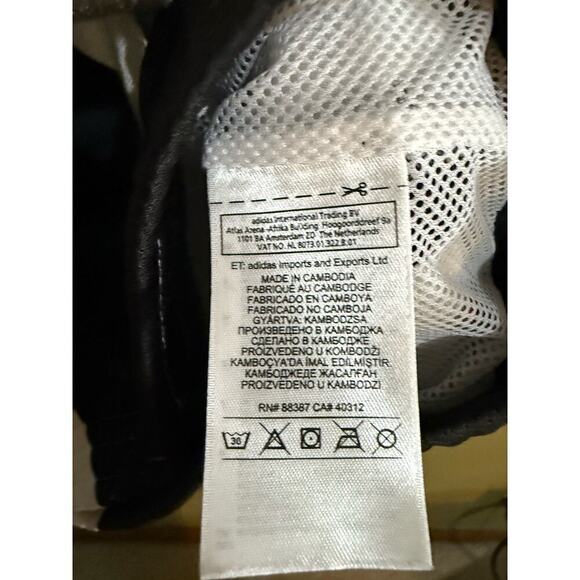 adidas International Trading BV
Atlas Arena -Afrika Building Hoogoorddreef 9a
1101 BA Amsterdam ZO The Netherlands
VAT NO. NL 8073.01.322.B.01
ET: adidas Imports and Exports Ltd
MADE IN CAMBODIA
FABRIQUÉ AU CAMBODGE
FABRICADO EN CAMBOYA
FABRICADO NO CAMBOJA
GYÁRTVA: KAMBODZSA
ПРОИЗВЕДЕНО В КАМБОДЖА
СДЕЛАНО В КАМБОДЖЕ
PROIZVEDENO U KOMBODŽI
KAMBOÇYA'DA İMAL EDİLMİŞTİR
КАМБОДЖЕДЕ ЖАСАЛҒАН
PROIZVEDENO U KAMBODZI
RN# 88387 CA# 40312
30